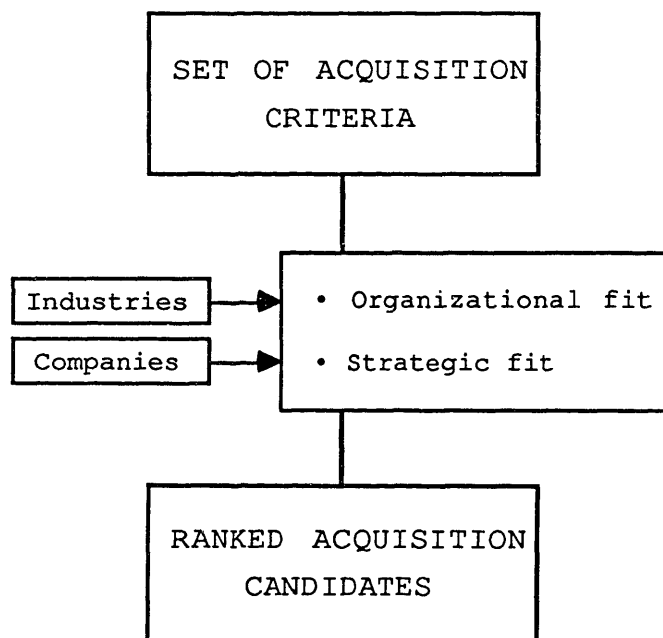 SET OF ACQUISITION
CRITERIA
Industries
• Organizational fit
Companies
• Strategic fit
RANKED ACQUISITION
CANDIDATES